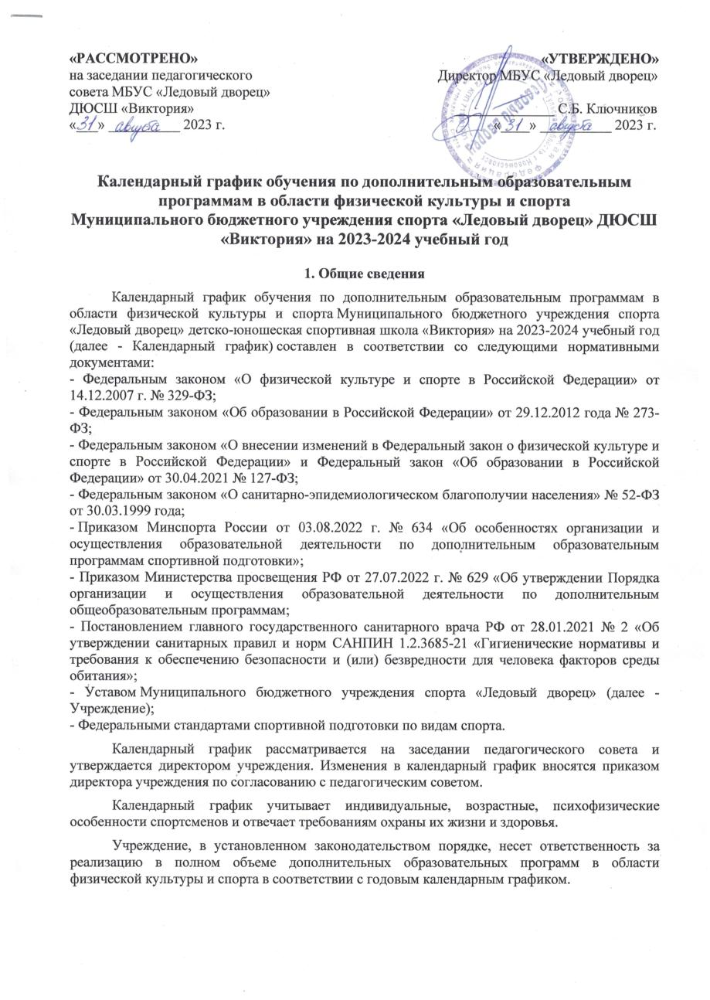 «РАССМОТРЕНО»
на заседании педагогического
совета МБУС «Ледовый дворец»
ДЮСШ «Виктория»
«31» августа 2023 г.
«УТВЕРЖДЕНО»
Директор МБУС «Ледовый дворец»
С.Б. Ключников
«31» августа 2023 г.
Календарный график обучения по дополнительным образовательным
программам в области физической культуры и спорта
Муниципального бюджетного учреждения спорта «Ледовый дворец» ДЮСШ
«Виктория» на 2023-2024 учебный год
1. Общие сведения
Календарный график обучения по дополнительным образовательным программам в
области физической культуры и спорта Муниципального бюджетного учреждения спорта
«Ледовый дворец» детско-юношеская спортивная школа «Виктория» на 2023-2024 учебный год
(далее - Календарный график) составлен в соответствии со следующими нормативными
документами:
- Федеральным законом «О физической культуре и спорте в Российской Федерации» от
14.12.2007 г. № 329-ФЗ;
- Федеральным законом «Об образовании в Российской Федерации» от 29.12.2012 года № 273-
ФЗ;
- Федеральным законом «О внесении изменений в Федеральный закон о физической культуре и
спорте в Российской Федерации» и Федеральный закон «Об образовании в Российской
Федерации» от 30.04.2021 № 127-ФЗ;
- Федеральным законом «О санитарно-эпидемиологическом благополучии населения» № 52-ФЗ
от 30.03.1999 года;
- Приказом Минспорта России от 03.08.2022 г. № 634 «Об особенностях организации и
осуществления образовательной деятельности по дополнительным образовательным
программам спортивной подготовки»;
- Приказом Министерства просвещения РФ от 27.07.2022 г. № 629 «Об утверждении Порядка
организации и осуществления образовательной деятельности по дополнительным
общеобразовательным программам;
- Постановлением главного государственного санитарного врача РФ от 28.01.2021 № 2 «Об
утверждении санитарных правил и норм САНПИН 1.2.3685-21 «Гигиенические нормативы и
требования к обеспечению безопасности и (или) безвредности для человека факторов среды
обитания»;
- Уставом Муниципального бюджетного учреждения спорта «Ледовый дворец» (далее -
Учреждение);
- Федеральными стандартами спортивной подготовки по видам спорта.
Календарный график рассматривается на заседании педагогического совета и
утверждается директором учреждения. Изменения в календарный график вносятся приказом
директора учреждения по согласованию с педагогическим советом.
Календарный график учитывает индивидуальные, возрастные, психофизические
особенности спортсменов и отвечает требованиям охраны их жизни и здоровья.
Учреждение, в установленном законодательством порядке, несет ответственность за
реализацию в полном объеме дополнительных образовательных программ в области
физической культуры и спорта в соответствии с годовым календарным графиком.